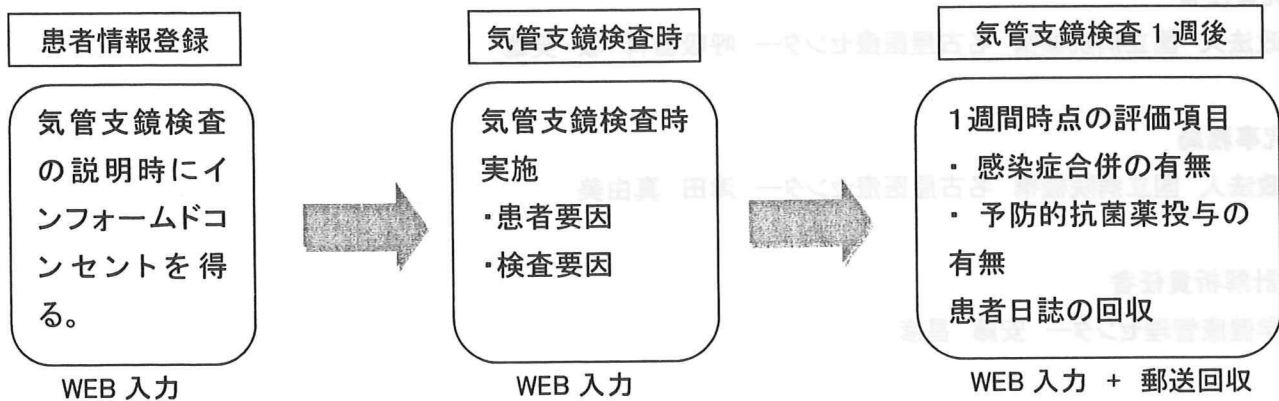 患者情報登録
気管支鏡検査
の説明時にイ
ンフォームドコ
ンセントを得
る。
WEB 入力
気管支鏡検査時
気管支鏡検査時
実施
・患者要因
・検査要因
WEB 入力
気管支鏡検査 1 週後
1週間時点の評価項目
・ 感染症合併の有無
・ 予防的抗菌薬投与の
有無
患者日誌の回収
WEB 入力 + 郵送回収